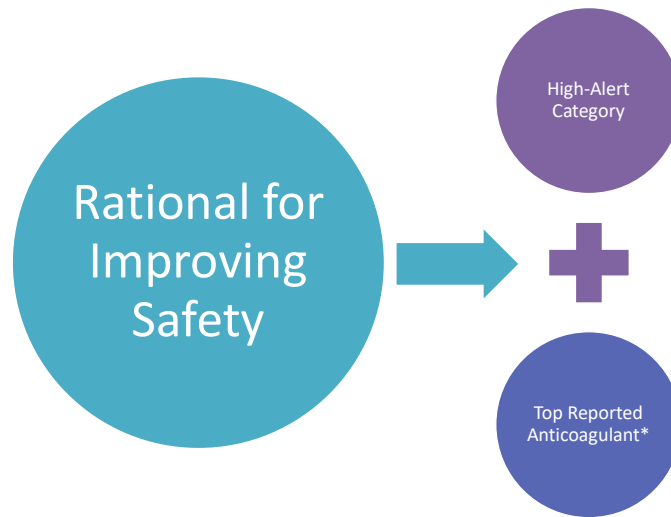 Rational for
Improving
Safety
High-Alert
Category
Top Reported
Anticoagulant*